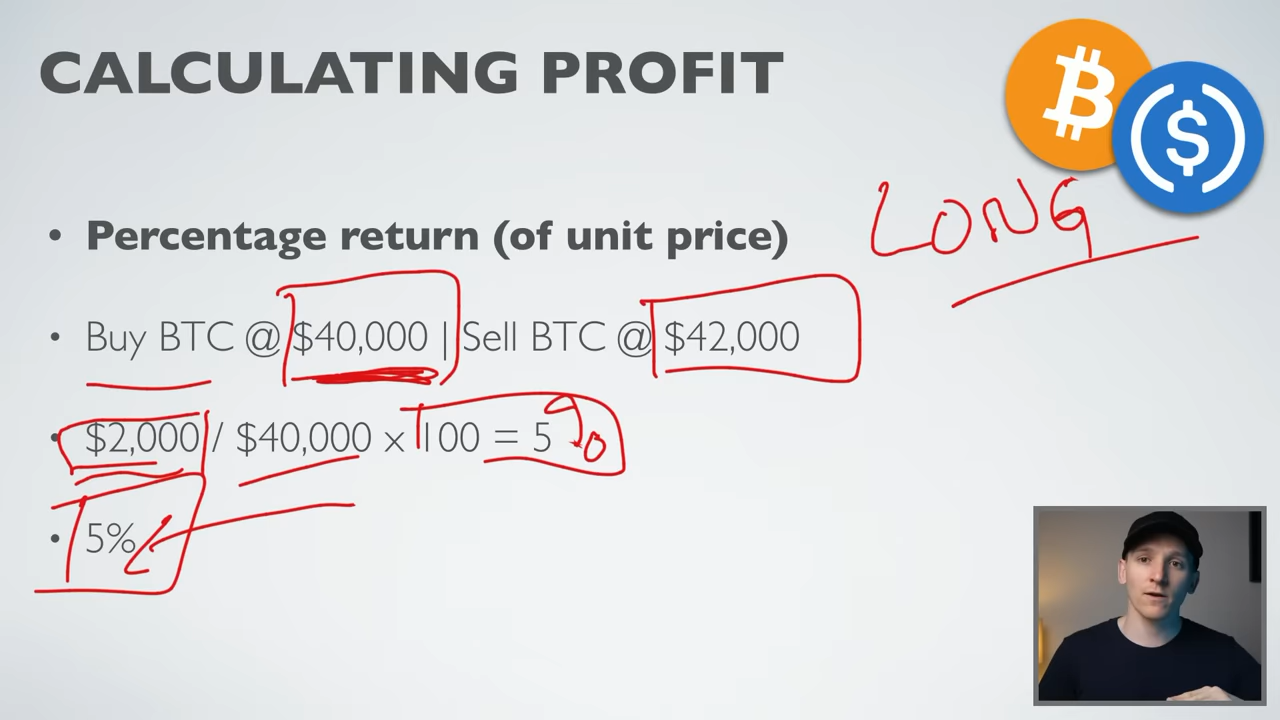 CALCULATING PROFIT
LONG
• Percentage return (of unit price)
• Buy BTC @ $40,000 | Sell BTC @ $42,000
• $2,000 / $40,000 x 100 = 5 %
• 5%